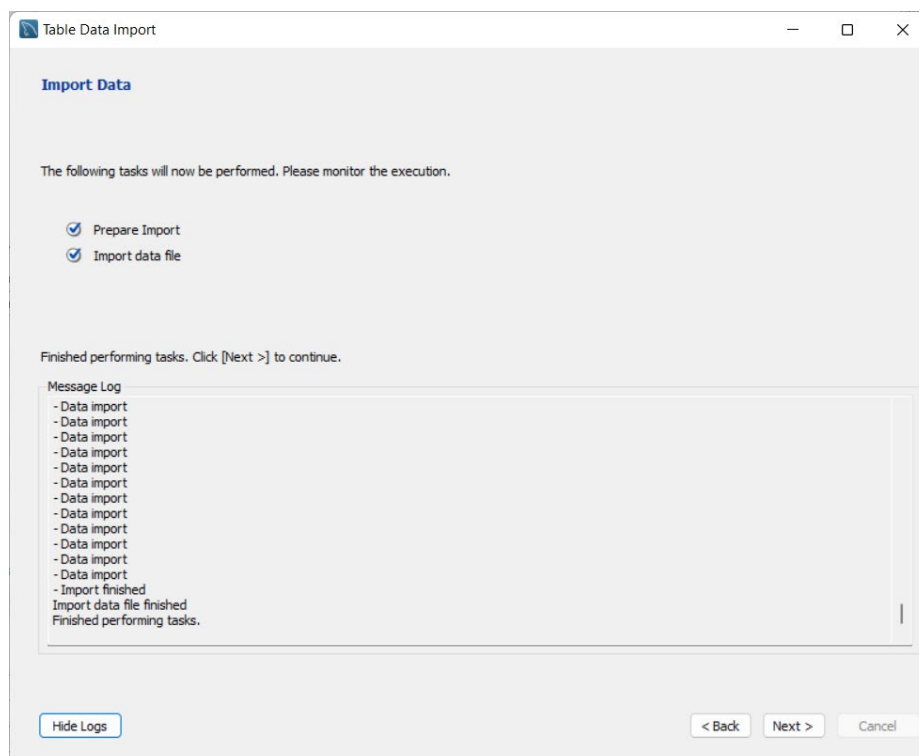 Table Data Import
Import Data
The following tasks will now be performed. Please monitor the execution.
Prepare Import
Import data file
Finished performing tasks. Click [Next >] to continue.
Message Log
- Data import
- Data import
- Data import
- Data import
- Data import
- Data import
- Data import
- Data import
- Data import
- Data import
- Data import
- Data import
- Import finished
Import data file finished
Finished performing tasks.
Hide Logs
< Back
Next >
Cancel